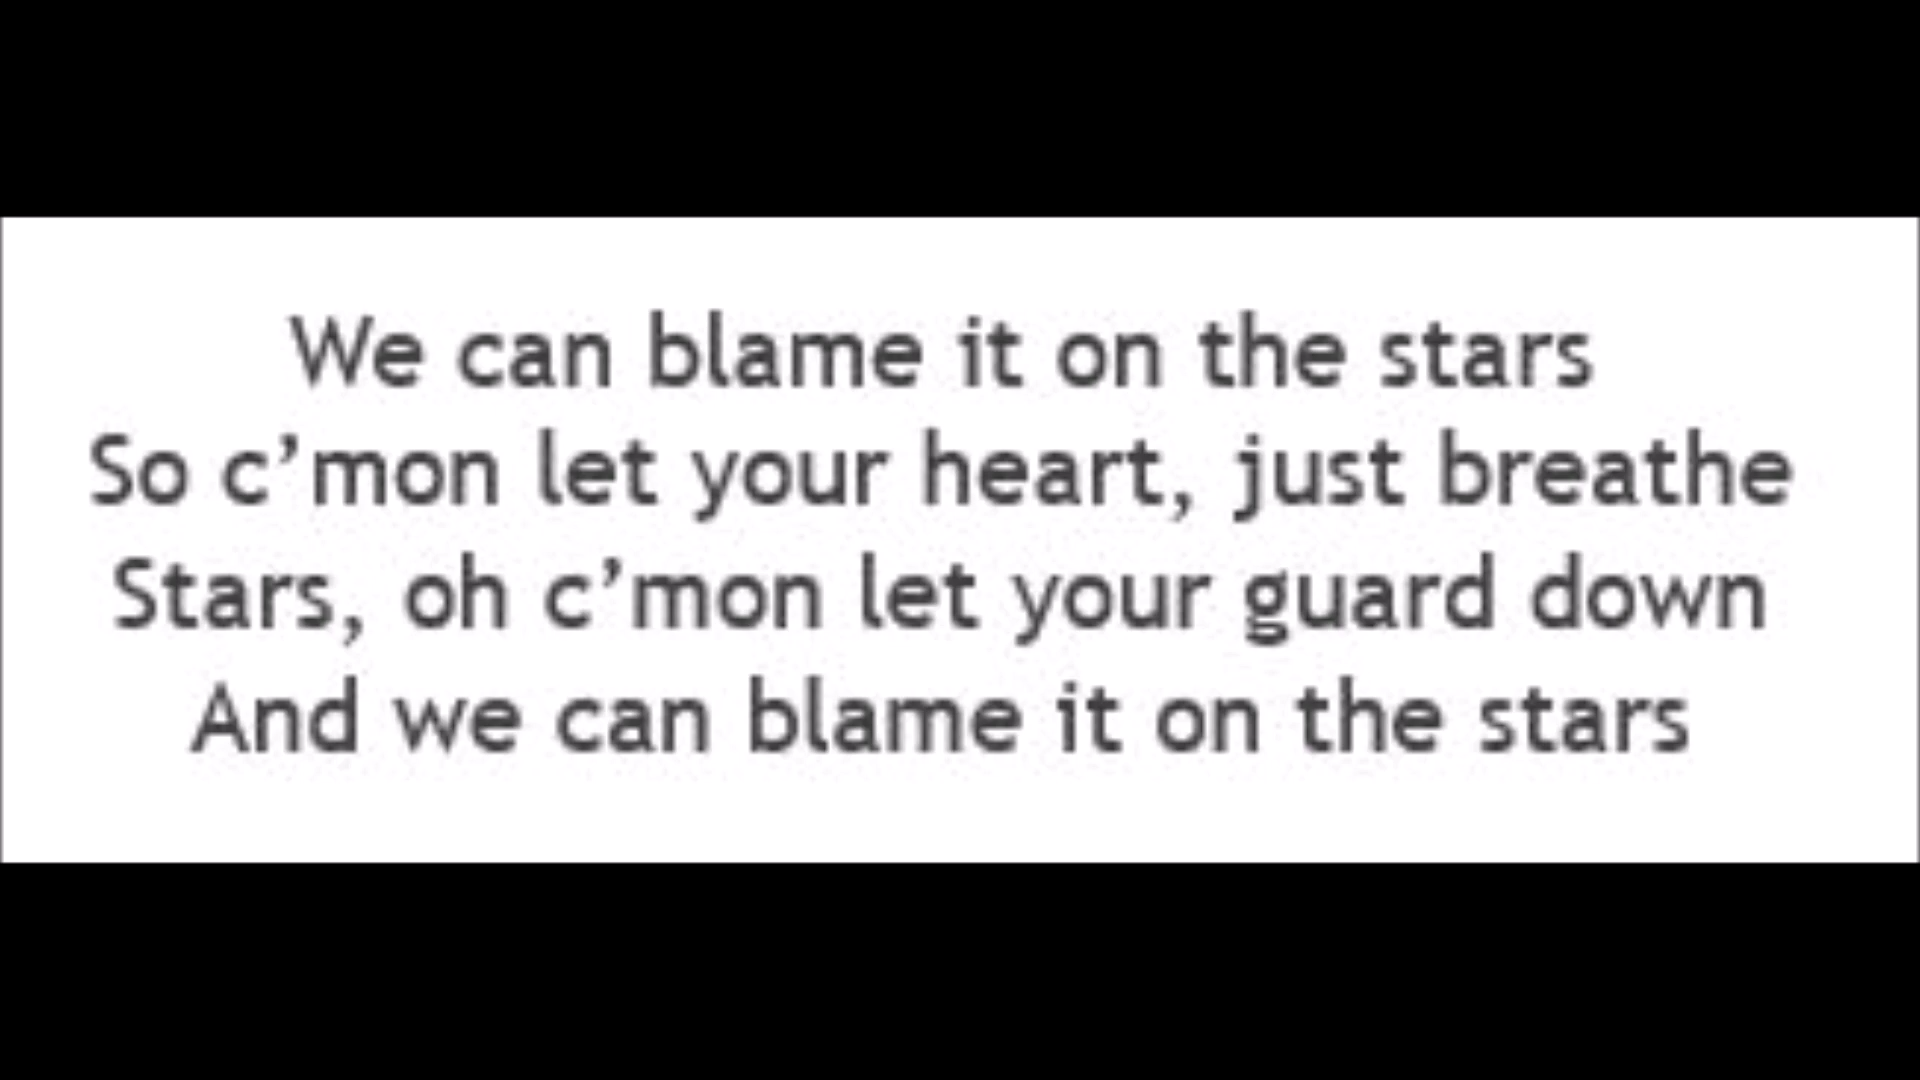 We can blame it on the stars
So c’mon let your heart, just breathe
Stars, oh c’mon let your guard down
And we can blame it on the stars